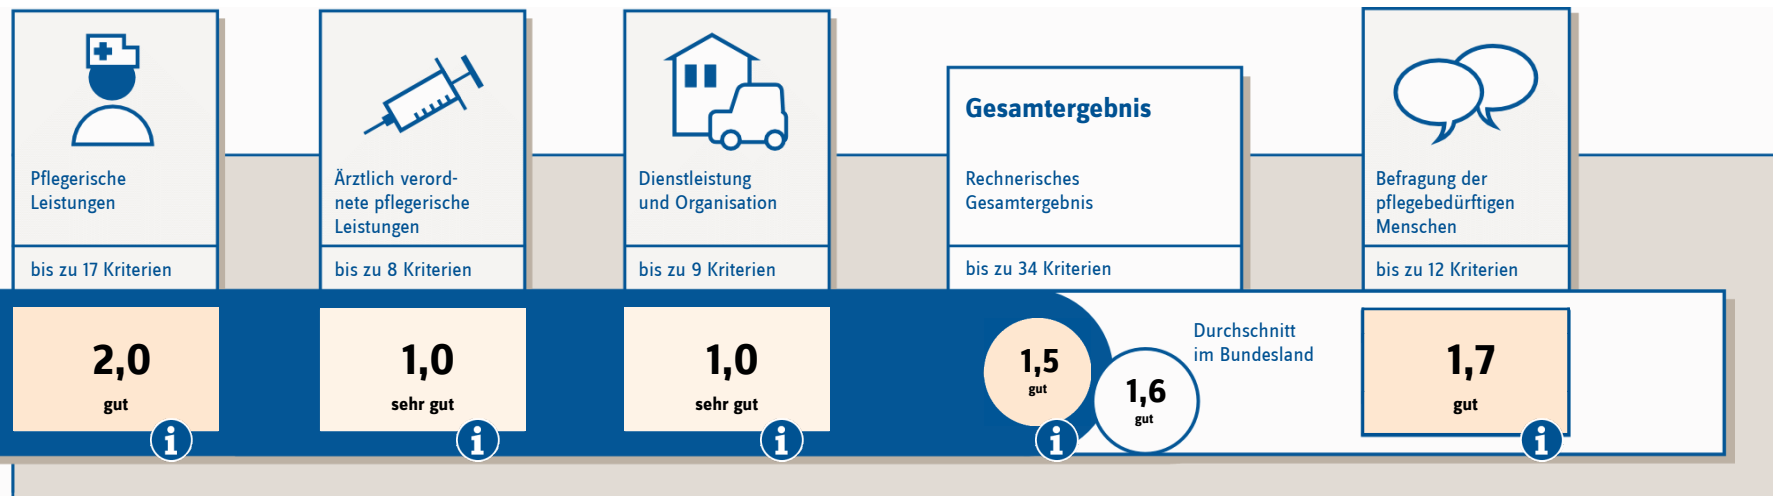 Pflegerische
Leistungen
bis zu 17 Kriterien
2,0
gut
i
Ärztlich verord-
nete pflegerische
Leistungen
bis zu 8 Kriterien
1,0
sehr gut
i
Dienstleistung
und Organisation
bis zu 9 Kriterien
1,0
sehr gut
i
Gesamtergebnis
Rechnerisches
Gesamtergebnis
bis zu 34 Kriterien
1,5
gut
i
Durchschnitt
im Bundesland
1,6
gut
Befragung der
pflegebedürftigen
Menschen
bis zu 12 Kriterien
1,7
gut
i